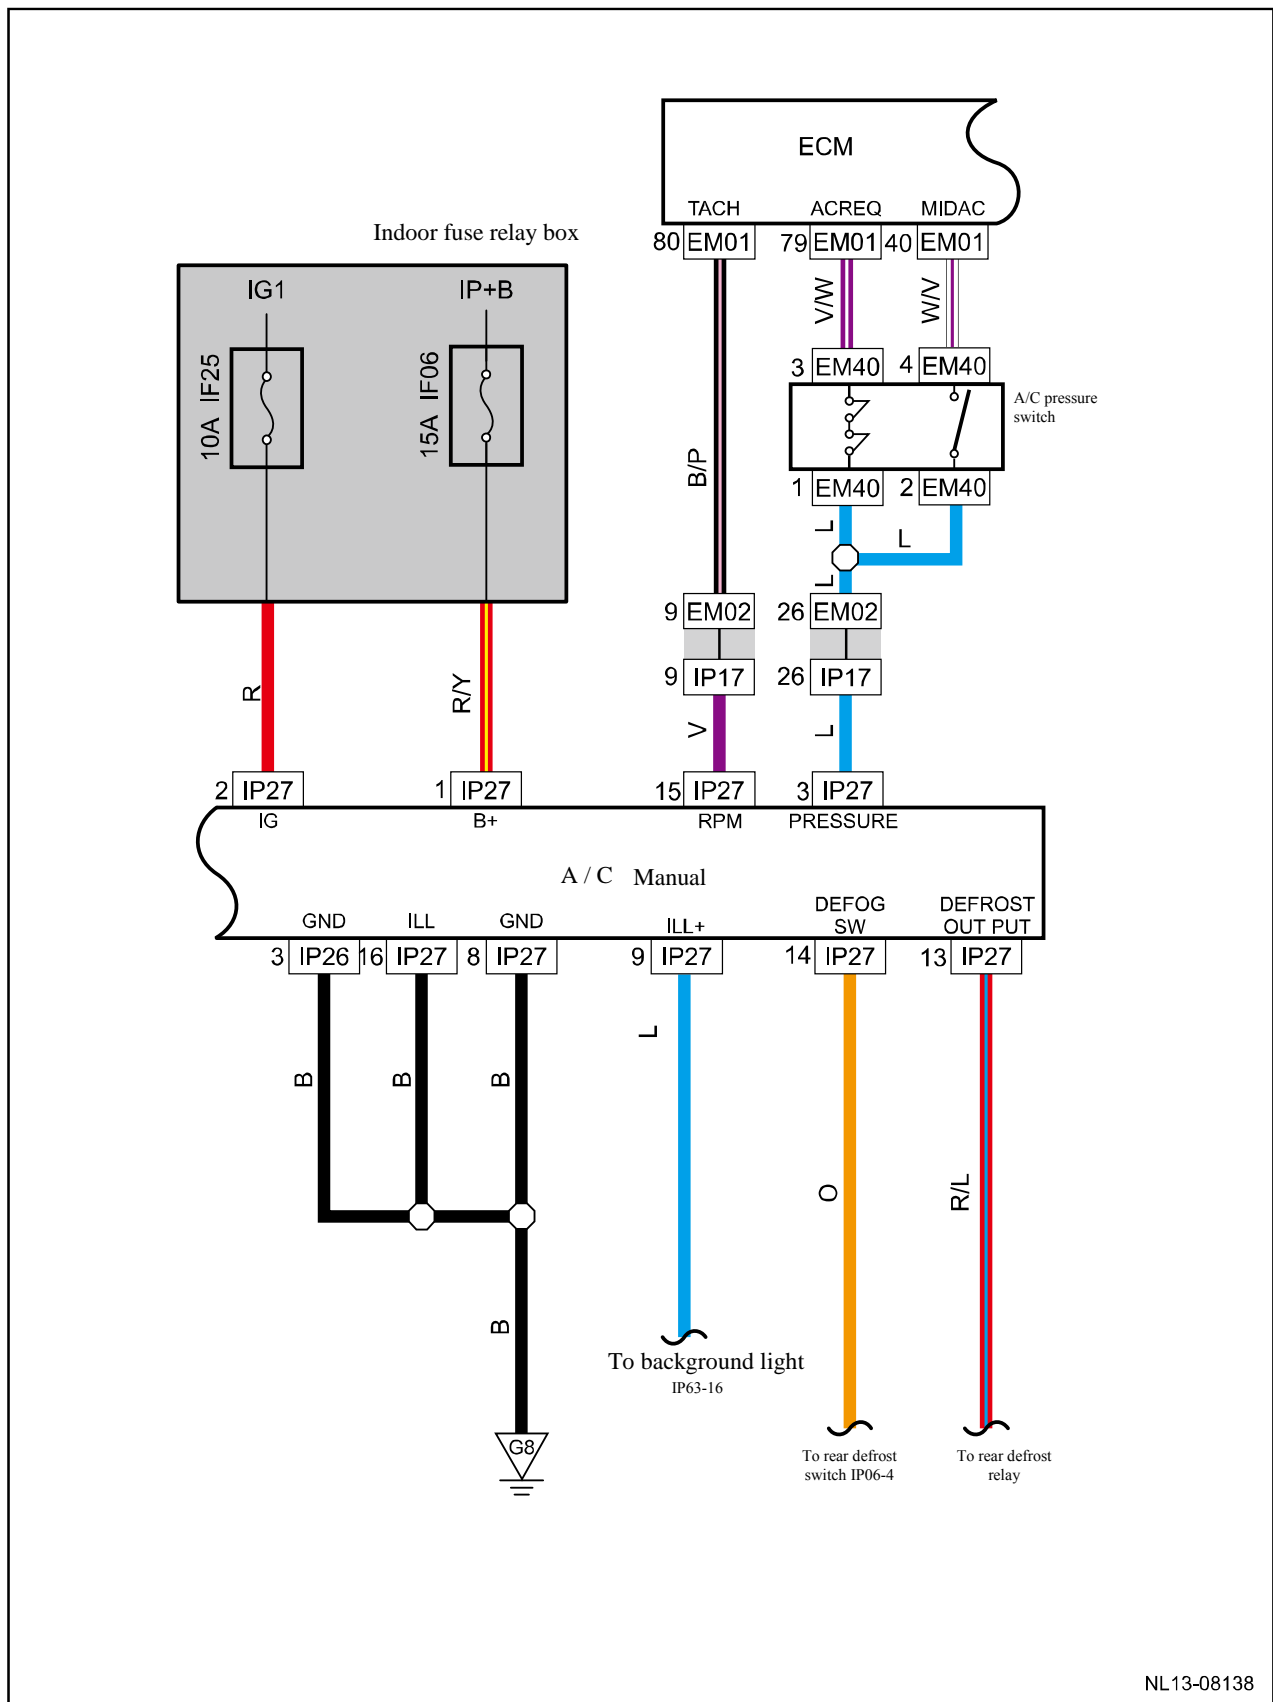 ECM
TACH ACREQ MIDAC
80 EM01 79 EM01 40 EM01
Indoor fuse relay box
IG1 IP+B
10A IF25
15A IF06
V/W
W/V
3 EM40 4 EM40
A/C pressure
switch
B/P
1 EM40 2 EM40
L
L
L
9 EM02 26 EM02
9 IP17 26 IP17
R
R/Y
V
L
2 IP27 1 IP27 15 IP27 3 IP27
IG B+ RPM PRESSURE
A / C Manual
GND ILL GND ILL+ DEFOG SW DEFROST OUT PUT
3 IP26 16 IP27 8 IP27 9 IP27 14 IP27 13 IP27
L
B B B
O
R/L
B
To background light
IP63-16
G8
To rear defrost
switch IP06-4
To rear defrost
relay
NL13-08138